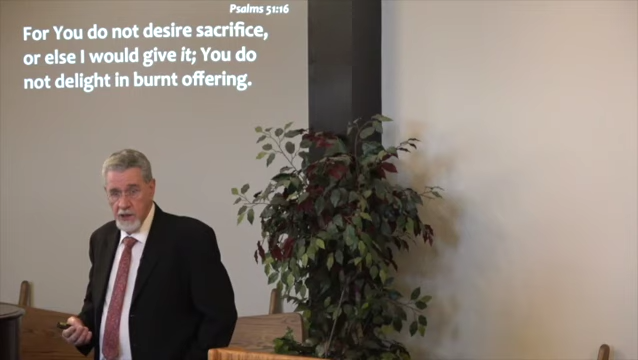 Psalms 51:16
For You do not desire sacrifice,
or else I would give it; You do
not delight in burnt offering.